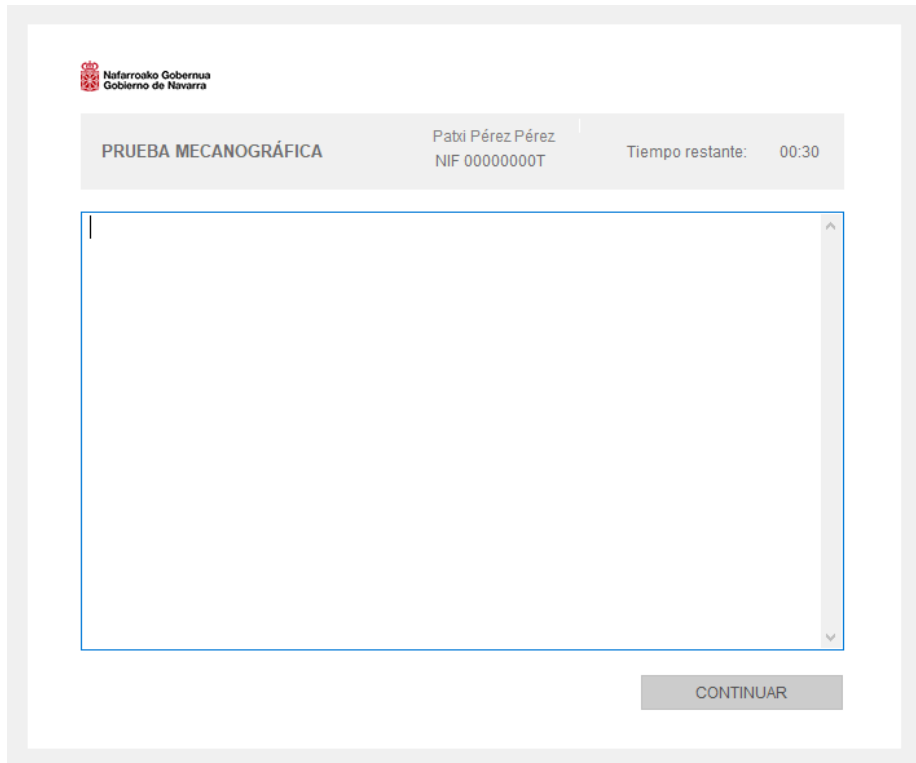 Nafarroako Gobernua
Gobierno de Navarra
PRUEBA MECANOGRÁFICA
Patxi Pérez Pérez
NIF 00000000T
Tiempo restante: 00:30
CONTINUAR